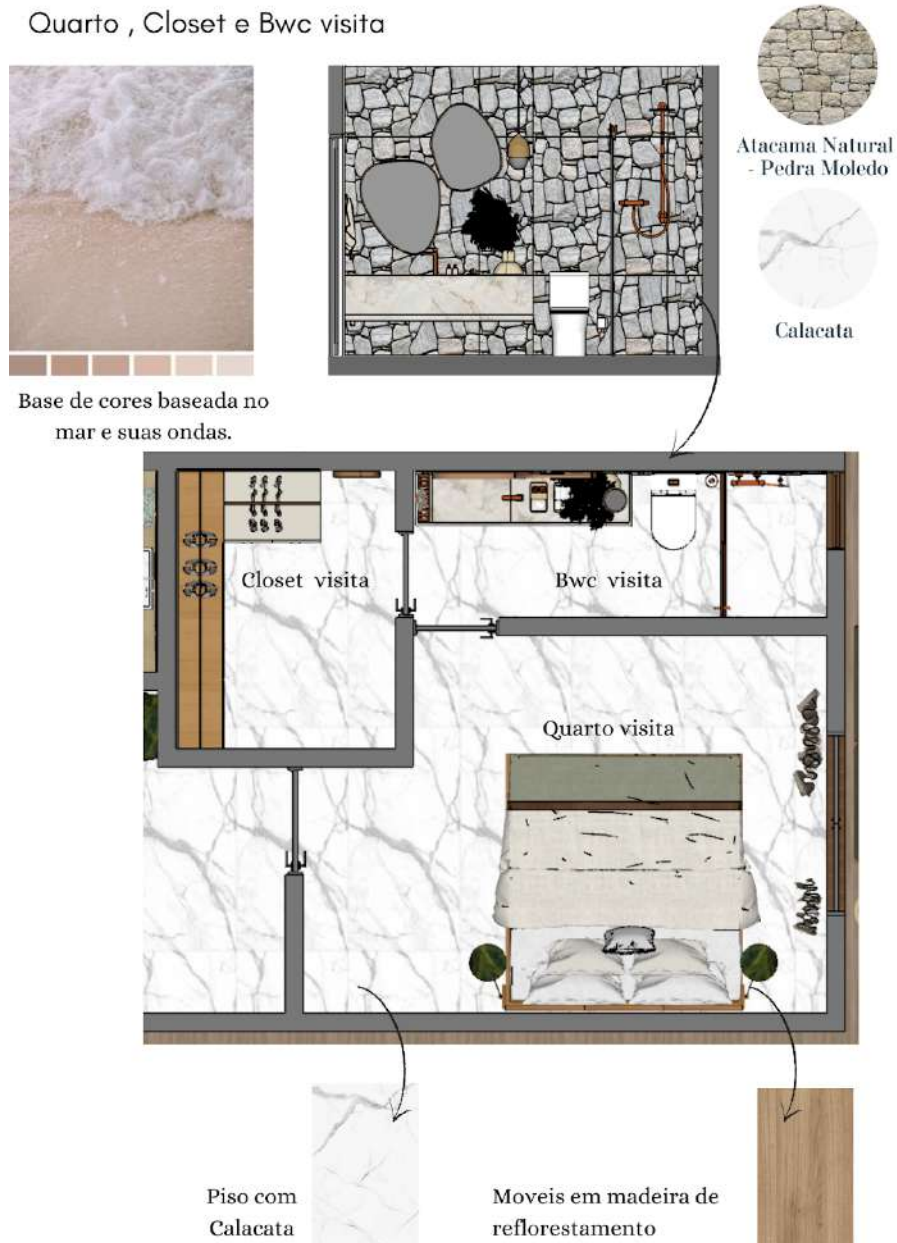 Quarto , Closet e Bwc visita
Atacama Natural
- Pedra Moledo
Calacata
Base de cores baseada no
mar e suas ondas.
Closet visita
Bwc visita
Quarto visita
Piso com
Calacata
Moveis em madeira de
reflorestamento